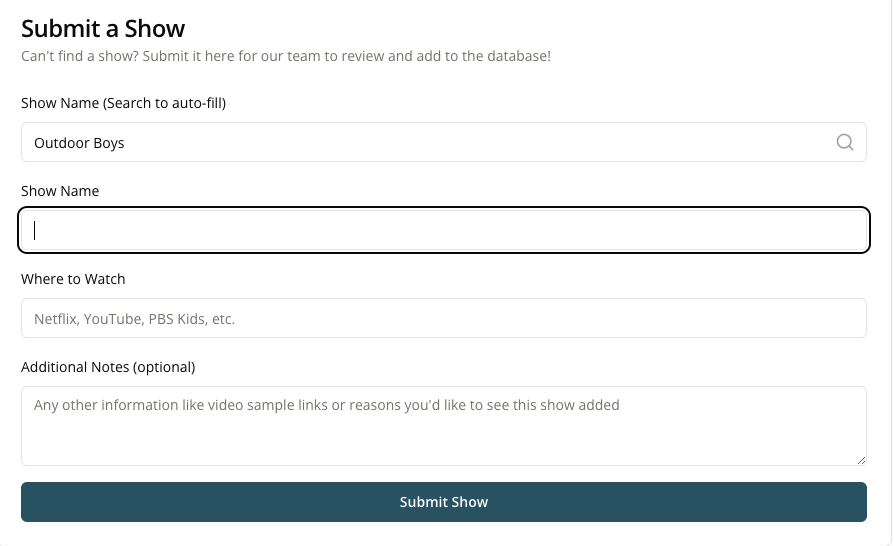 Submit a Show
Can't find a show? Submit it here for our team to review and add to the database!
Show Name (Search to auto-fill)
Outdoor Boys
Show Name
Where to Watch
Netflix, YouTube, PBS Kids, etc.
Additional Notes (optional)
Any other information like video sample links or reasons you'd like to see this show added
Submit Show